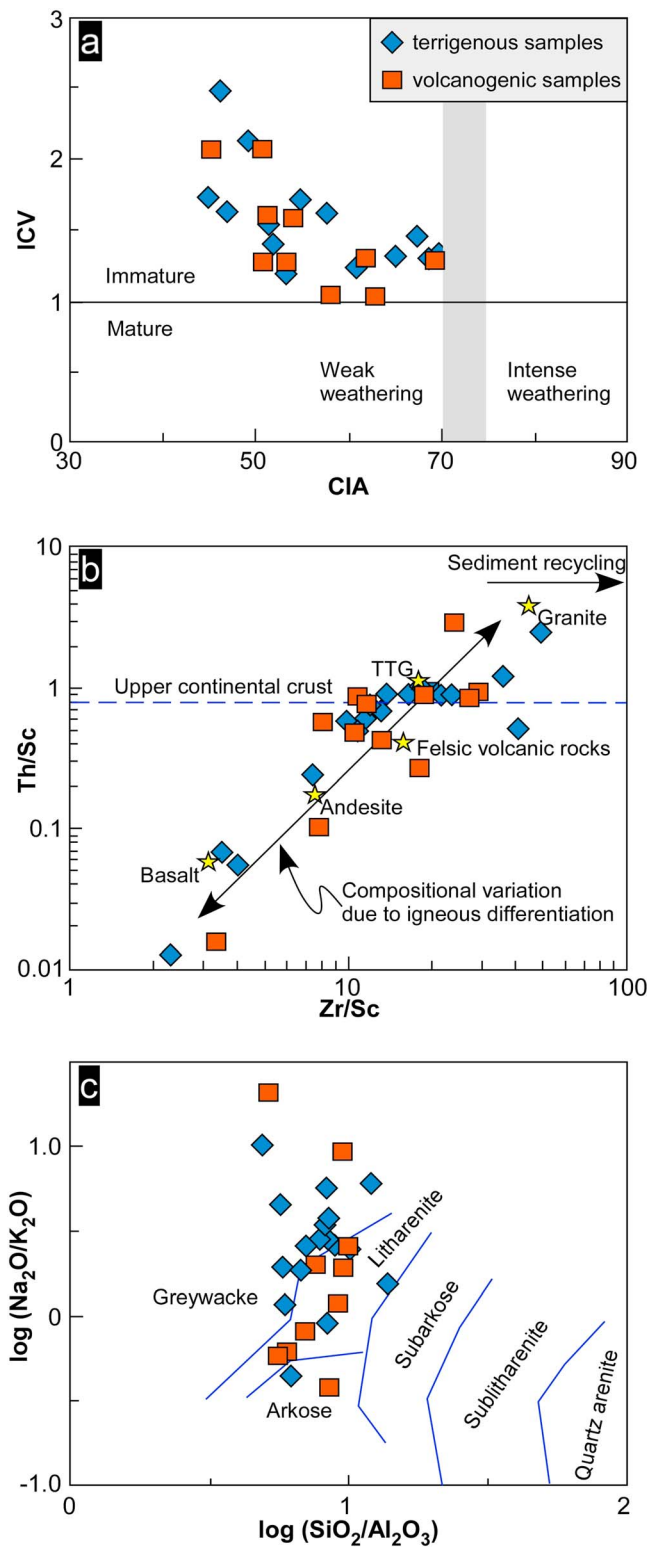 a
terrigenous samples
volcanogenic samples
3
2
1
0
ICV
Immature
Mature
Weak
weathering
Intense
weathering
30
50
70
90
CIA
b
Sediment recycling
Granite
TTG
Upper continental crust
Felsic volcanic rocks
Andesite
Basalt
Compositional variation
due to igneous differentiation
10
1
0.1
0.01
Th/Sc
1
10
100
Zr/Sc
c
1.0
0
-1.0
log (Na₂O/K₂O)
Greywacke
Litharenite
Arkose
Subarkose
Sublitharenite
Quartz arenite
0
1
2
log (SiO₂/Al₂O₃)